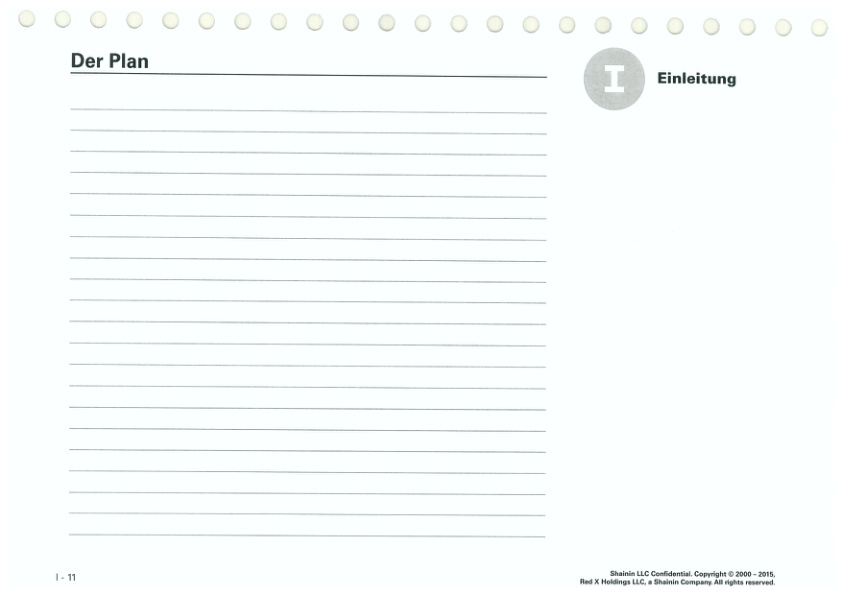 Der Plan
I
Einleitung
I - 11
Shainin LLC Confidential. Copyright © 2000 – 2015,
Red X Holdings LLC, a Shainin Company. All rights reserved.